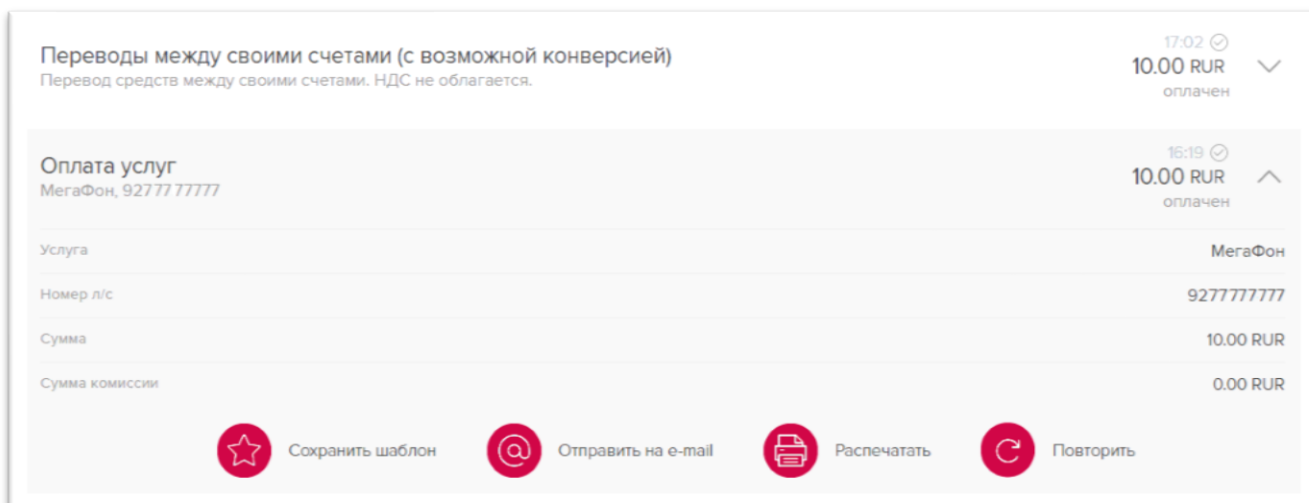 Переводы между своими счетами (с возможной конверсией)
Перевод средств между своими счетами. НДС не облагается.
17:02
10.00 RUR
оплачен
Оплата услуг
МегаФон, 9277777777
16:19
10.00 RUR
оплачен
Услуга МегаФон
Номер л/с 9277777777
Сумма 10.00 RUR
Сумма комиссии 0.00 RUR
Сохранить шаблон Отправить на e-mail Распечатать Повторить